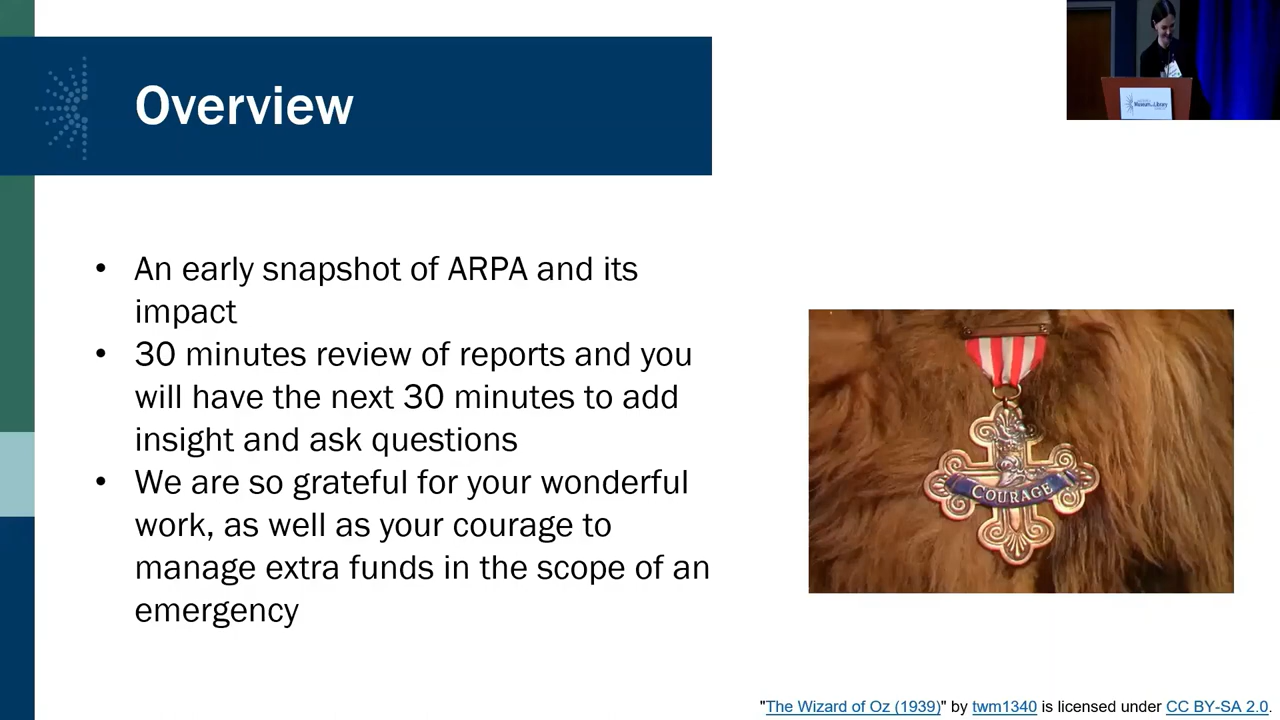 Overview
Museum and Library
• An early snapshot of ARPA and its
impact
• 30 minutes review of reports and you
will have the next 30 minutes to add
insight and ask questions
• We are so grateful for your wonderful
work, as well as your courage to
manage extra funds in the scope of an
emergency
COURAGE
"The Wizard of Oz (1939)" by twm1340 is licensed under CC BY-SA 2.0.